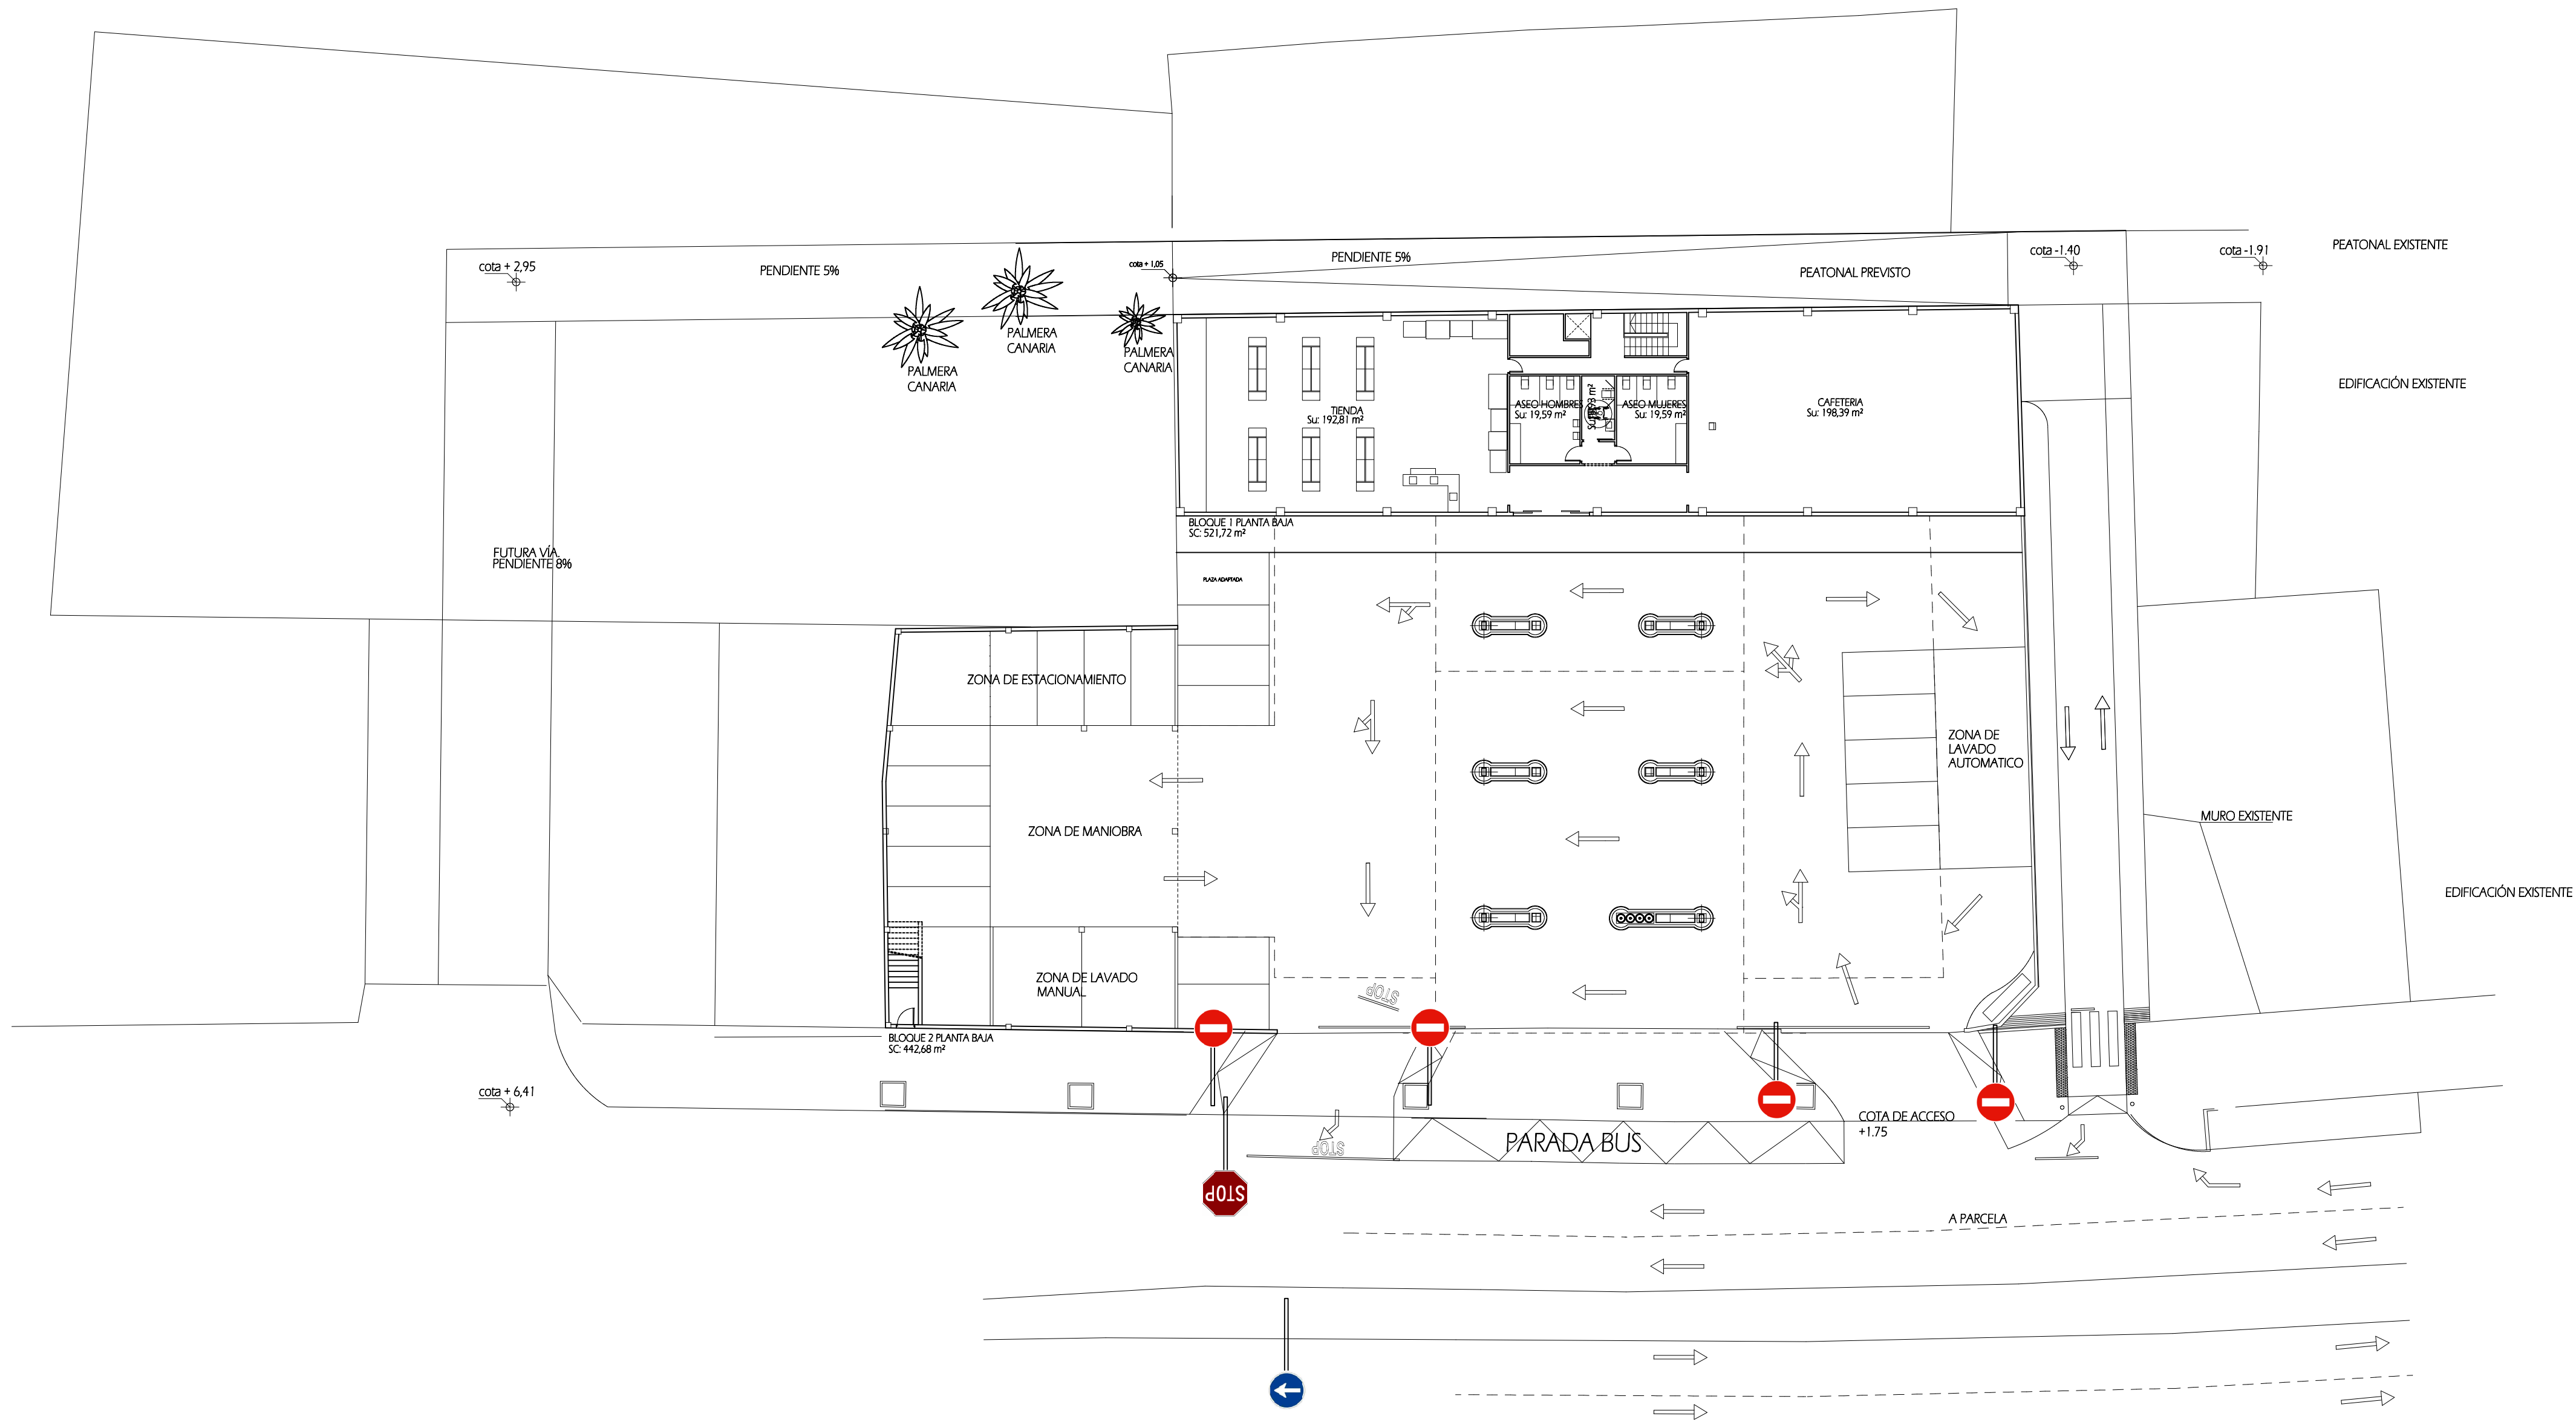 PEATONAL EXISTENTE
cota -1.40
cota -1.91
PENDIENTE 5%
cota + 1,05
cota + 2,95
PENDIENTE 5%
PEATONAL PREVISTO
PALMERA
CANARIA
PALMERA
CANARIA
PALMERA
CANARIA
EDIFICACIÓN EXISTENTE
TIENDA
Su: 192,81 m²
ASEO HOMBRES
Su: 19,59 m²
ASEO MUJERES
Su: 19,59 m²
CAFETERIA
Su: 198,39 m²
BLOQUE 1 PLANTA BAJA
SC: 521,72 m²
FUTURA VÍA.
PENDIENTE 8%
PLAZA ADAPTADA
ZONA DE ESTACIONAMIENTO
ZONA DE
LAVADO
AUTOMATICO
MURO EXISTENTE
ZONA DE MANIOBRA
EDIFICACIÓN EXISTENTE
ZONA DE LAVADO
MANUAL
STOP
BLOQUE 2 PLANTA BAJA
SC: 442,68 m²
cota + 6,41
COTA DE ACCESO
+1.75
PARADA BUS
STOP
STOP
A PARCELA